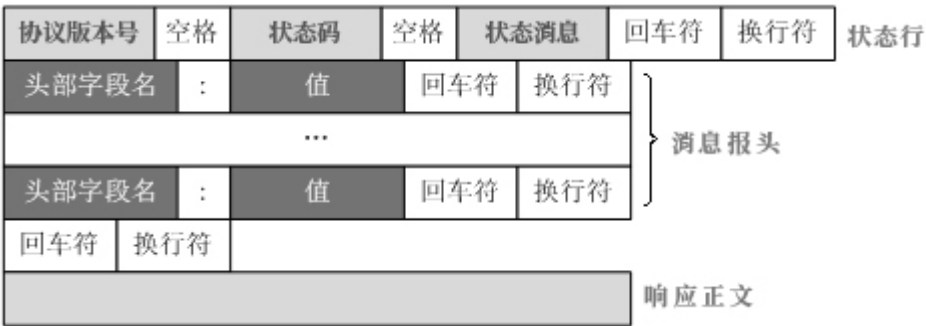 协议版本号 空格 状态码 空格 状态消息 回车符 换行符 状态行
头部字段名 : 值 回车符 换行符
... 消息报头
头部字段名 : 值 回车符 换行符
回车符 换行符
响应正文